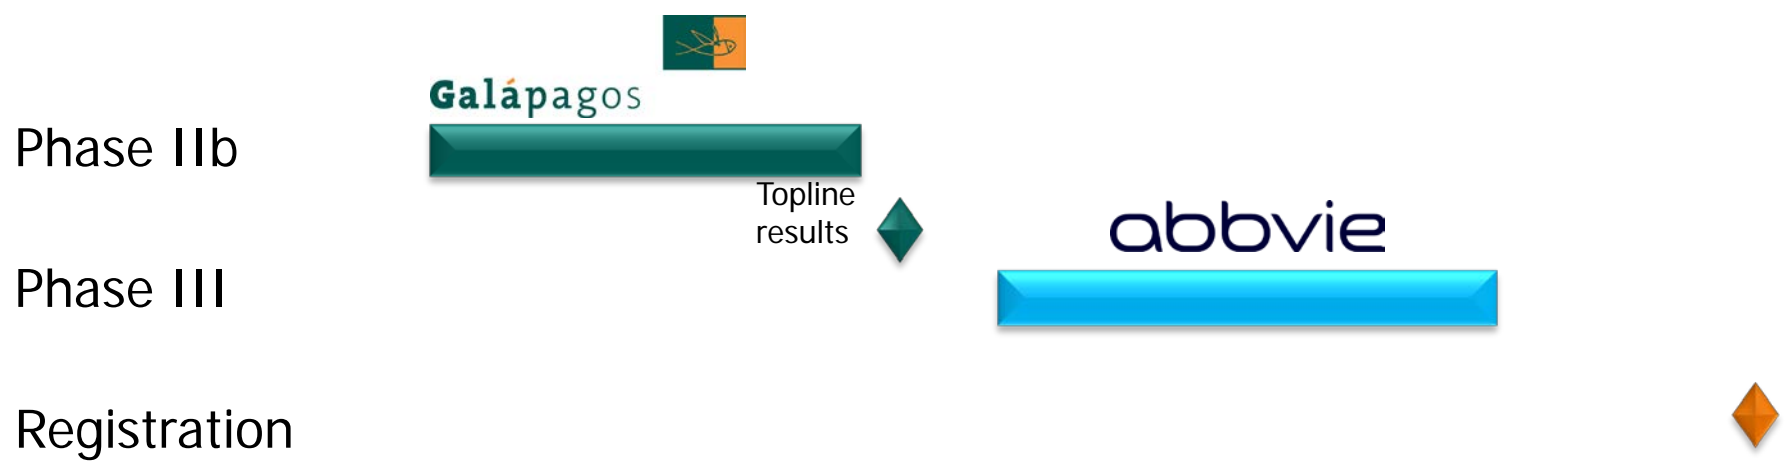 Galápagos
Phase IIb
Topline
results
abbvie
Phase III
Registration